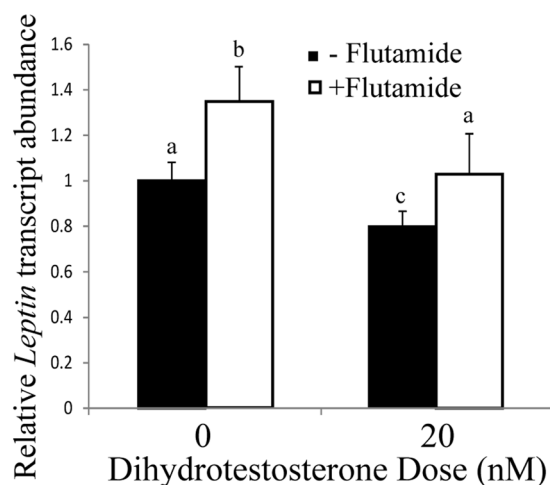 Relative Leptin transcript abundance
1.6
1.4
1.2
1
0.8
0.6
0.4
0.2
0
- Flutamide
+Flutamide
a
b
c
a
0
20
Dihydrotestosterone Dose (nM)